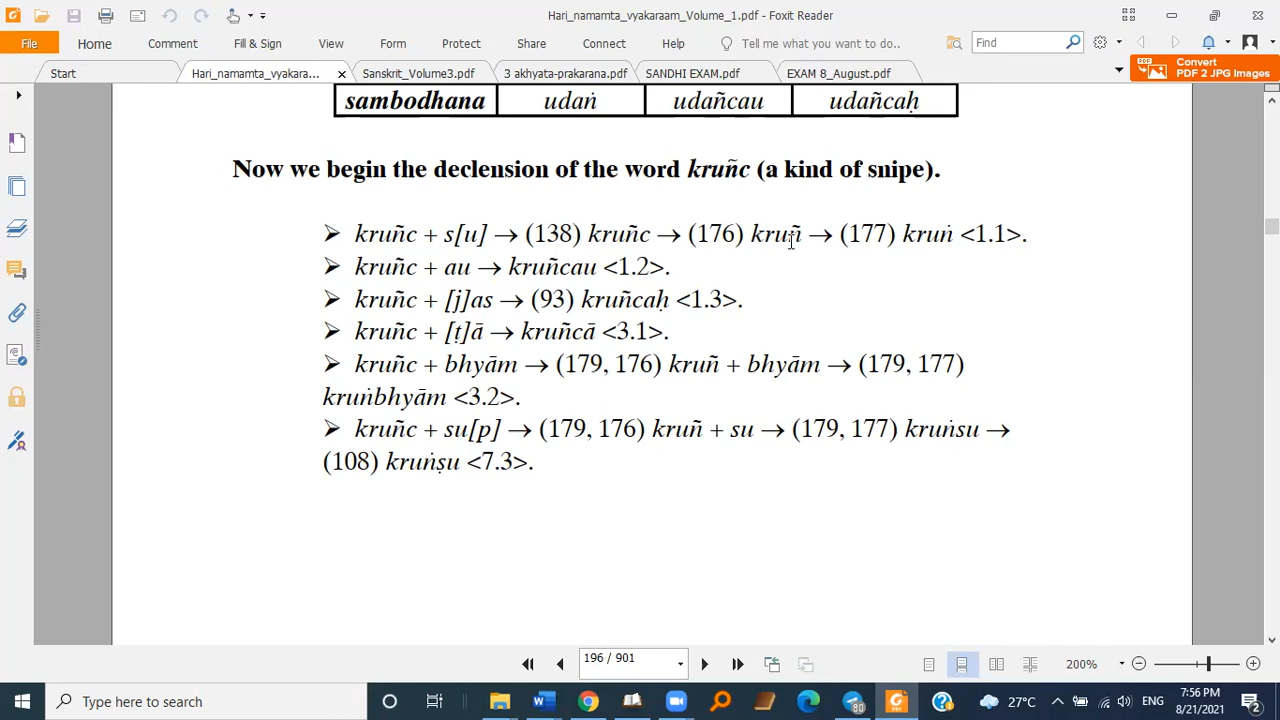 Hari_namamta_vyakaraam_Volume_1.pdf - Foxit Reader
File Home Comment Fill & Sign View Form Protect Share Connect Help Tell me what you want to do.. Find
Start Hari_namamta_vyakara... Sanskrit_Volume3.pdf 3 akhyata-prakarana.pdf SANDHI EXAM.pdf EXAM 8_August.pdf
Convert
PDF 2 JPG Images
sambodhana udaṅ udañcau udañcaḥ
Now we begin the declension of the word kruñc (a kind of snipe).
➢ kruñc + s[u] → (138) kruñc → (176) kruñ → (177) kruṅ <1.1>.
➢ kruñc + au → kruñcau <1.2>.
➢ kruñc + [j]as → (93) kruñcaḥ <1.3>.
➢ kruñc + [ṭ]ā → kruñcā <3.1>.
➢ kruñc + bhyām → (179, 176) kruñ + bhyām → (179, 177)
kruṅbhyām <3.2>.
➢ kruñc + su[p] → (179, 176) kruñ + su → (179, 177) kruṅsu →
(108) kruṅṣu <7.3>.
196 / 901 200%
Type here to search 80 27°C ENG 7:56 PM
8/21/2021 2